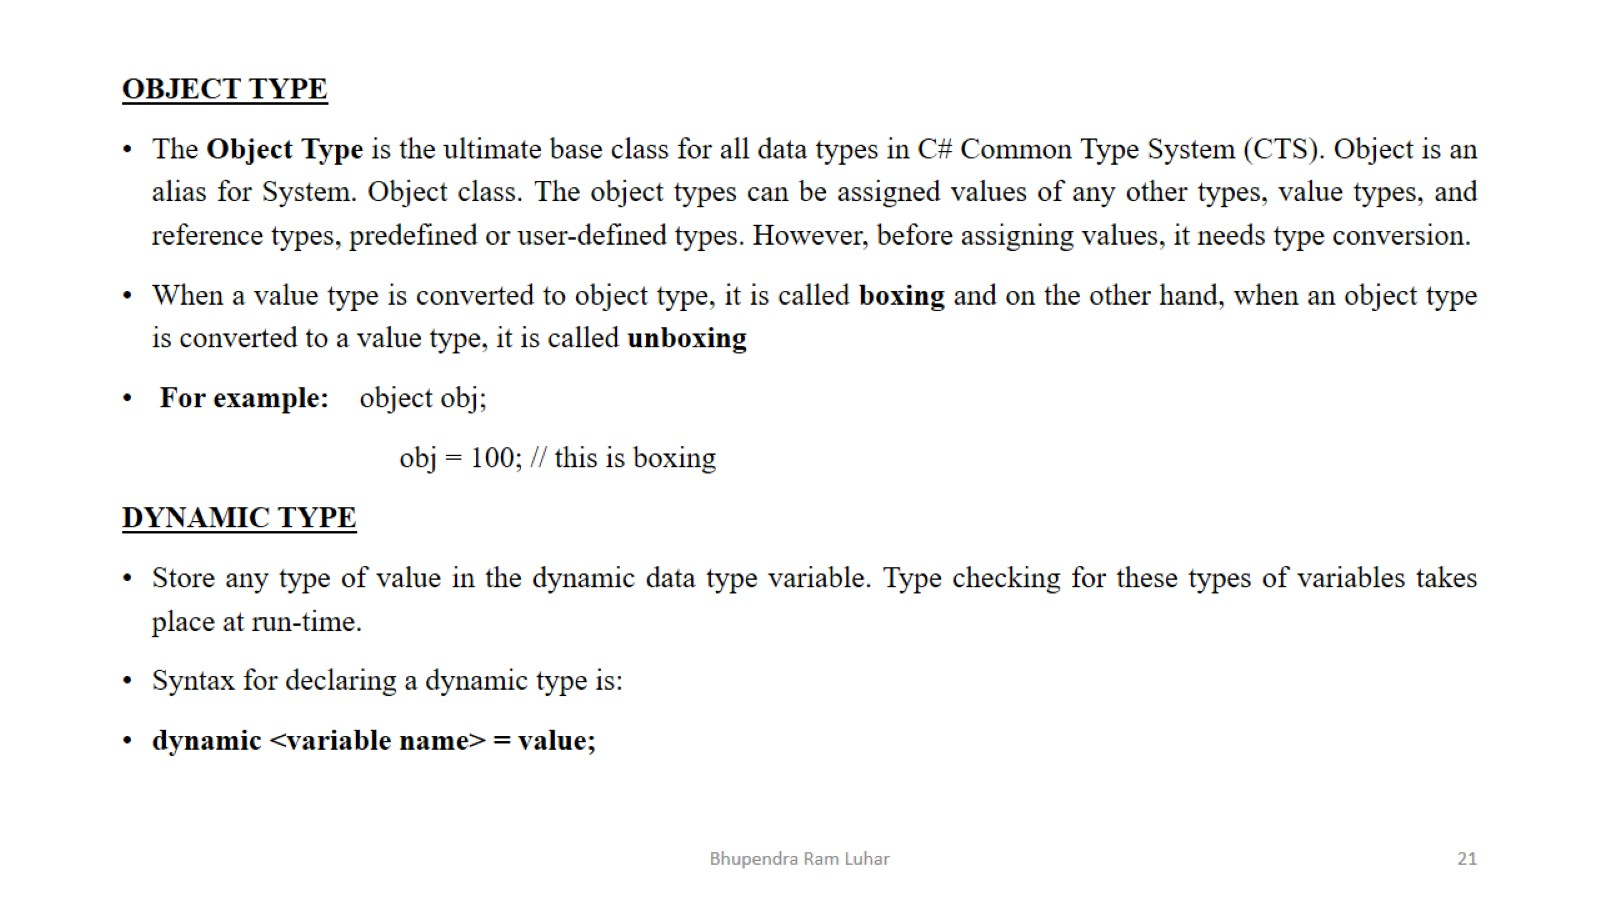 OBJECT TYPE
• The Object Type is the ultimate base class for all data types in C# Common Type System (CTS). Object is an
alias for System. Object class. The object types can be assigned values of any other types, value types, and
reference types, predefined or user-defined types. However, before assigning values, it needs type conversion.
• When a value type is converted to object type, it is called boxing and on the other hand, when an object type
is converted to a value type, it is called unboxing
• For example: object obj;
obj = 100; // this is boxing
DYNAMIC TYPE
• Store any type of value in the dynamic data type variable. Type checking for these types of variables takes
place at run-time.
• Syntax for declaring a dynamic type is:
• dynamic <variable name> = value;
Bhupendra Ram Luhar 21